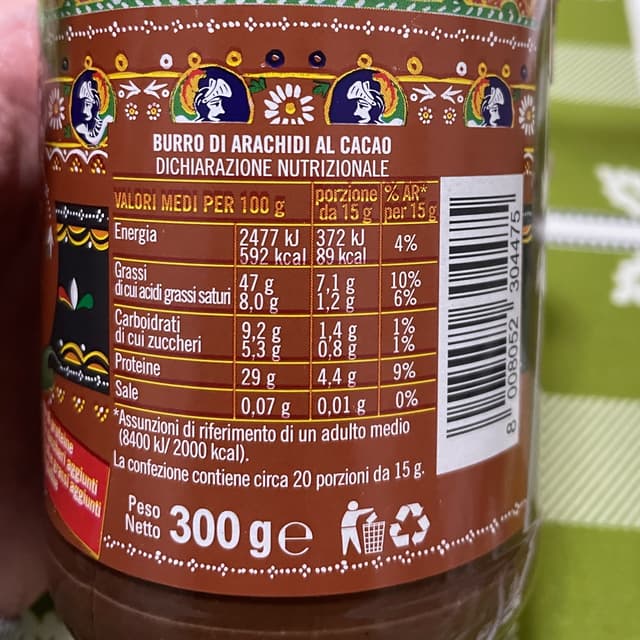 BURRO DI ARACHIDI AL CACAO
DICHIARAZIONE NUTRIZIONALE
VALORI MEDI PER 100 g porzione da 15 g % AR* per 15 g
Energia 2477 kJ 372 kJ 4%
592 kcal 89 kcal
Grassi 47 g 7,1 g 10%
di cui acidi grassi saturi 8,0 g 1,2 g 6%
Carboidrati 9,2 g 1,4 g 1%
di cui zuccheri 5,3 g 0,8 g 1%
Proteine 29 g 4,4 g 9%
Sale 0,07 g 0,01 g 0%
*Assunzioni di riferimento di un adulto medio
(8400 kJ/ 2000 kcal).
La confezione contiene circa 20 porzioni da 15 g.
Peso
Netto 300 g e
8 008052 304475
aggiunti
aggiunti